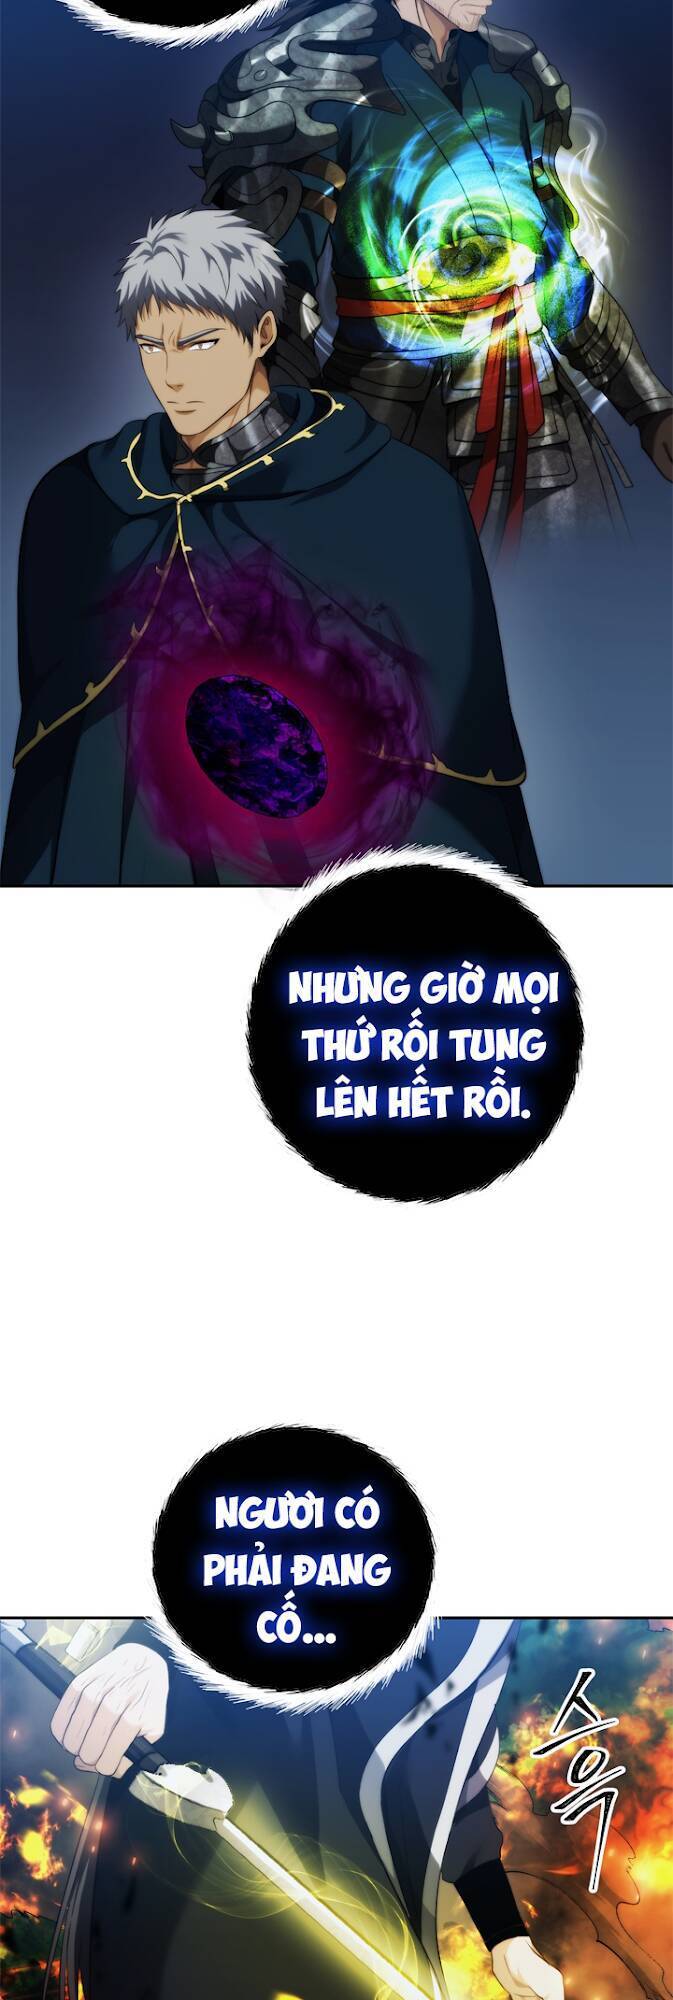 NHƯNG GIỜ MỌI
THỨ RỐI TUNG
LÊN HẾT RỒI.
NGƯƠI CÓ
PHẢI ĐANG
CỐ...
스윽